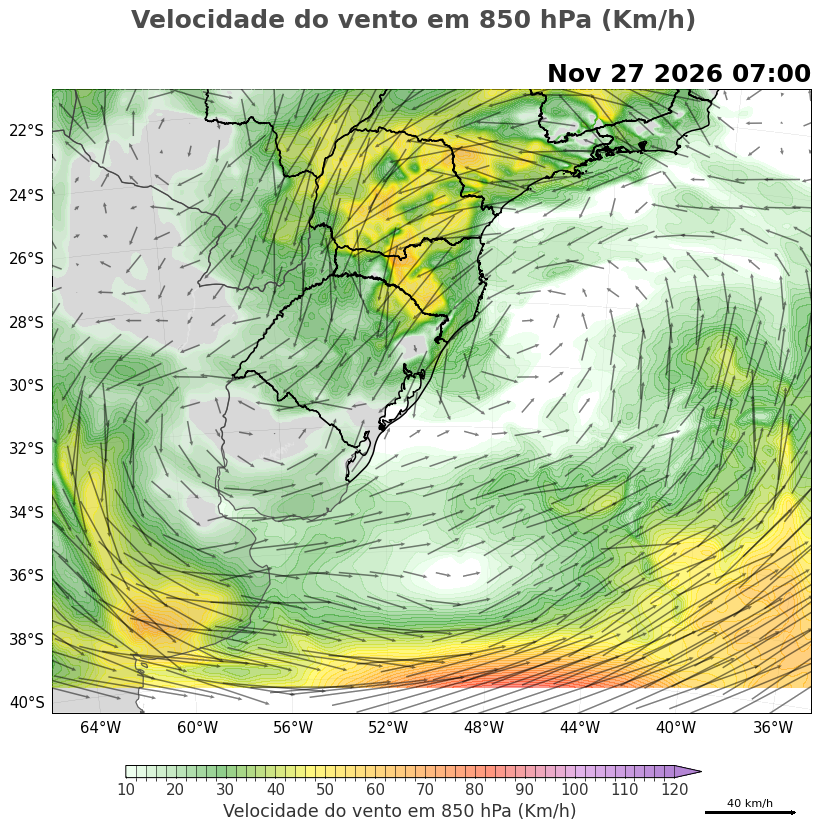 Velocidade do vento em 850 hPa (Km/h)
Nov 27 2026 07:00
22°S
24°S
26°S
28°S
30°S
32°S
34°S
36°S
38°S
40°S
64°W 60°W 56°W 52°W 48°W 44°W 40°W 36°W
10 20 30 40 50 60 70 80 90 100 110 120
Velocidade do vento em 850 hPa (Km/h)
40 km/h